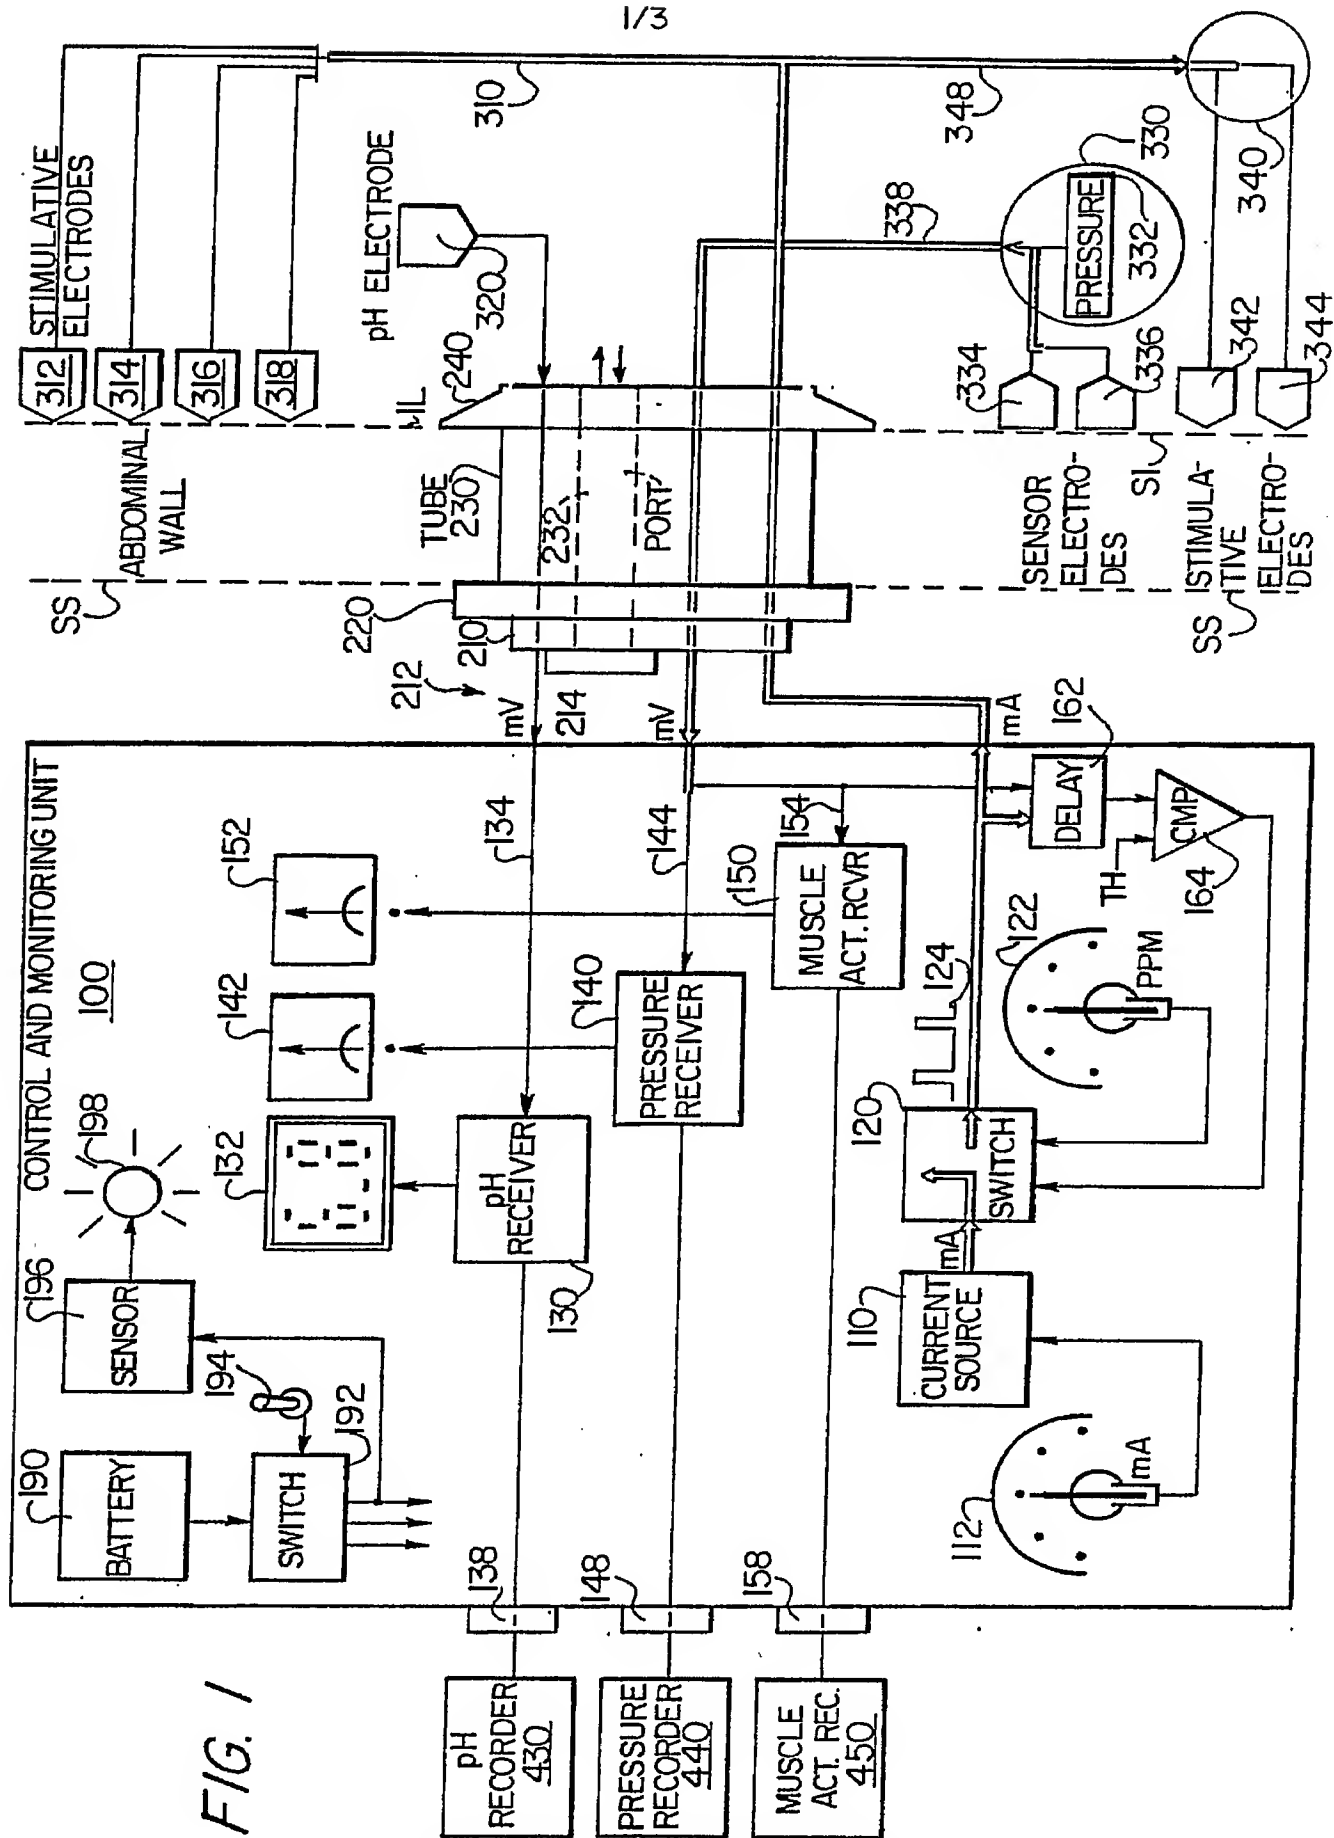 1/3
FIG. 1
CONTROL AND MONITORING UNIT
100
190
BATTERY
SWITCH
192
194
196
SENSOR
198
132
142
152
pH
RECEIVER
130
134
PRESSURE
RECEIVER
140
144
MUSCLE
ACT. RCVR
150
154
138
148
158
pH
RECORDER
430
PRESSURE
RECORDER
440
MUSCLE
ACT. REC.
450
112
mA
CURRENT
SOURCE
110
mA
SWITCH
120
124
122
PPM
TH
CMP
164
DELAY
162
mV
mV
mA
212
214
210
220
SS
ABDOMINAL
WALL
TUBE
230
232
PORT
240
STIMULATIVE
ELECTRODES
312
314
316
318
310
pH ELECTRODE
320
338
348
330
PRESSURE
332
334
336
340
342
344
SENSOR
ELECTRO-
DES
SI
SS
STIMULA-
TIVE
ELECTRO-
DES